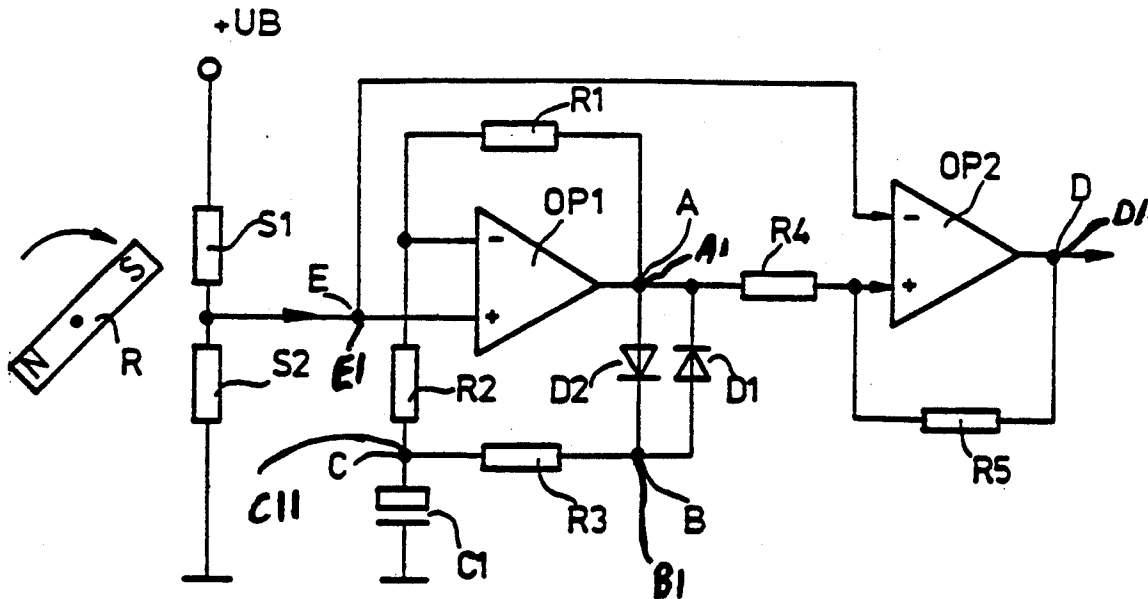 +UB
R1
OP1
OP2
A
A1
D
D1
S1
R4
S
E
E1
N
R
S2
R2
D2
D1
R5
C
C11
R3
B
B1
C1
-
+
-
+